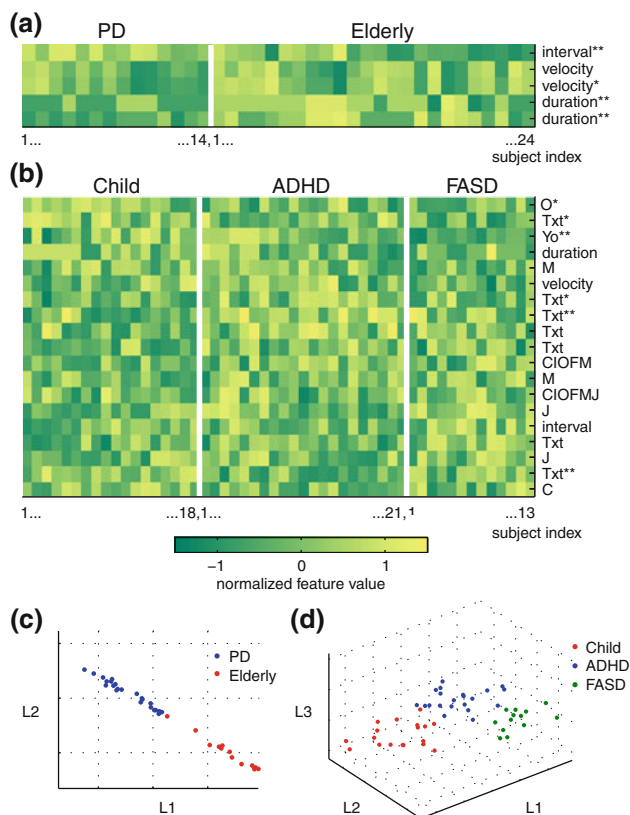 (a)
PD Elderly
interval**
velocity
velocity*
duration**
duration**
1... ...14,1... ...24
subject index
(b)
Child ADHD FASD
O*
Txt*
Yo**
duration
M
velocity
Txt*
Txt**
Txt
Txt
CIOFM
M
CIOFMJ
J
interval
Txt
J
Txt**
C
1... ...18,1... ...21,1 ...13
subject index
−1 0 1
normalized feature value
(c)
PD
Elderly
L2
L1
(d)
Child
ADHD
FASD
L3
L2
L1